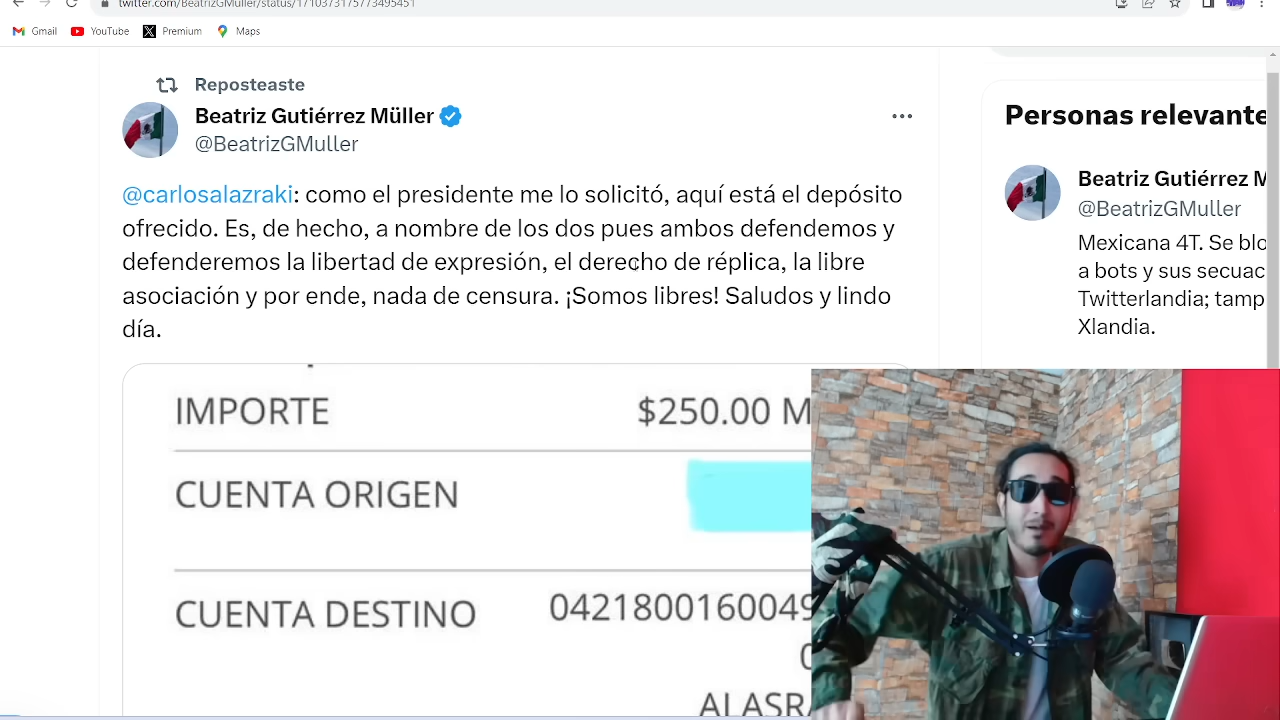 twitter.com/BeatrizGMuller/status/1710373175773495451
Gmail YouTube Premium Maps
Reposteaste
Beatriz Gutiérrez Müller
@BeatrizGMuller
@carlosalazraki: como el presidente me lo solicitó, aquí está el depósito
ofrecido. Es, de hecho, a nombre de los dos pues ambos defendemos y
defenderemos la libertad de expresión, el derecho de réplica, la libre
asociación y por ende, nada de censura. ¡Somos libres! Saludos y lindo
día.
IMPORTE $250.00 M
CUENTA ORIGEN
CUENTA DESTINO 0421800160049
ALASRA
Personas relevante
Beatriz Gutiérrez M
@BeatrizGMuller
Mexicana 4T. Se blo
a bots y sus secuac
Twitterlandia; tamp
Xlandia.